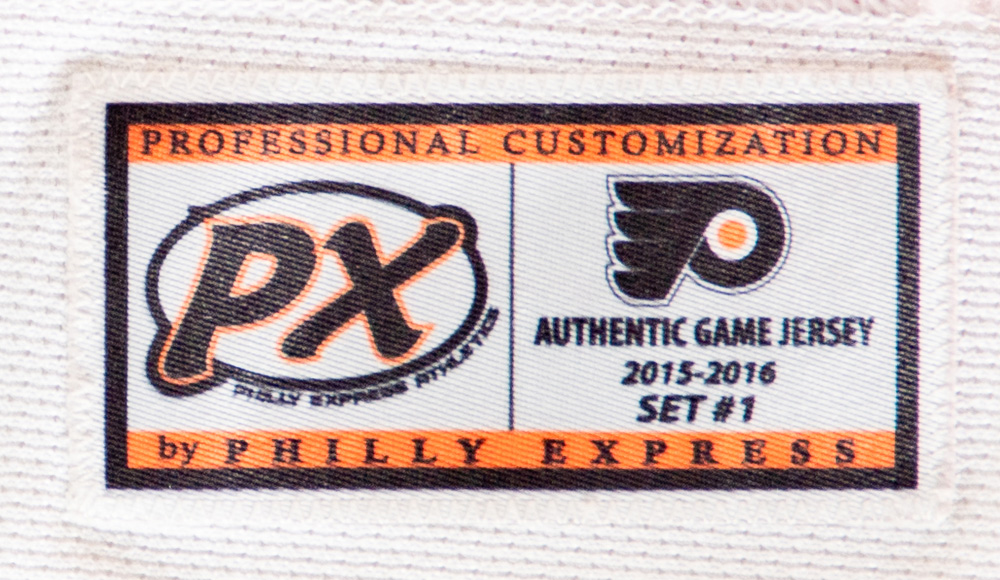 PROFESSIONAL CUSTOMIZATION
PX
PHILLY EXPRESS ATHLETICS
AUTHENTIC GAME JERSEY
2015-2016
SET #1
by PHILLY EXPRESS